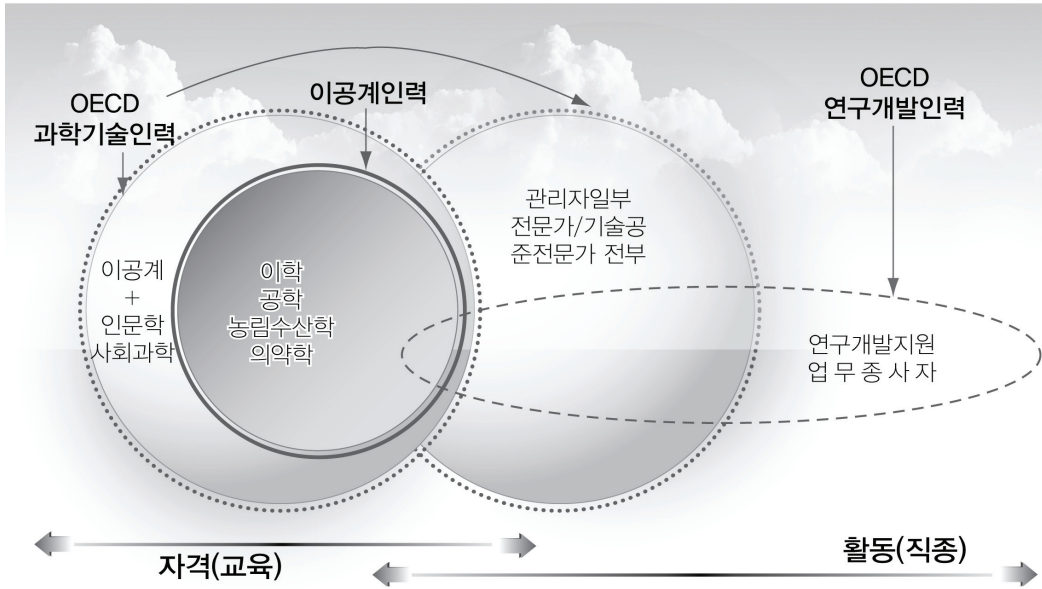 OECD
과학기술인력
이공계인력
OECD
연구개발인력
관리자일부
전문가/기술공
준전문가 전부
이공계
+
인문학
사회과학
이학
공학
농림수산학
의약학
연구개발지원
업 무 종 사 자
자격(교육)
활동(직종)